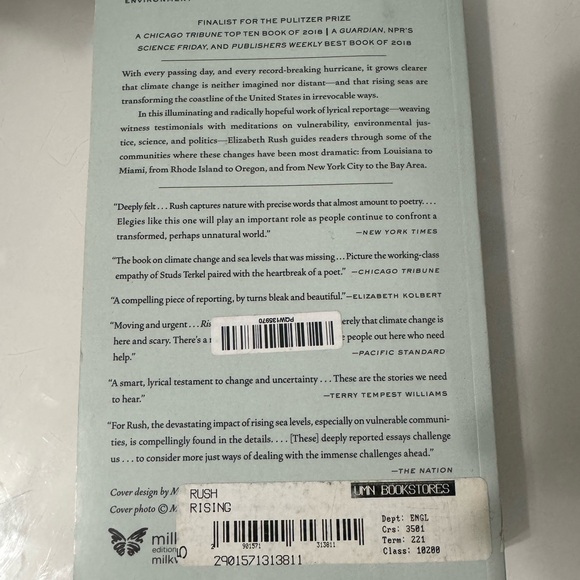 FINALIST FOR THE PULITZER PRIZE
A CHICAGO TRIBUNE TOP TEN BOOK OF 2018 | A GUARDIAN, NPR'S
SCIENCE FRIDAY, AND PUBLISHERS WEEKLY BEST BOOK OF 2018
With every passing day, and every record-breaking hurricane, it grows clearer
that climate change is neither imagined nor distant—and that rising seas are
transforming the coastline of the United States in irrevocable ways.
In this illuminating and radically hopeful work of lyrical reportage—weaving
witness testimonials with meditations on vulnerability, environmental jus-
tice, science, and politics—Elizabeth Rush guides readers through some of the
communities where these changes have been most dramatic: from Louisiana to
Miami, from Rhode Island to Oregon, and from New York City to the Bay Area.
"Deeply felt . . . Rush captures nature with precise words that almost amount to poetry. . . .
Elegies like this one will play an important role as people continue to confront a
transformed, perhaps unnatural world." —NEW YORK TIMES
"The book on climate change and sea levels that was missing . . . Picture the working-class
empathy of Studs Terkel paired with the heartbreak of a poet." —CHICAGO TRIBUNE
"A compelling piece of reporting, by turns bleak and beautiful." —ELIZABETH KOLBERT
"Moving and urgent . . . that climate change is
here and scary. There's a people out here who need
help." —PACIFIC STANDARD
PGW135970
"A smart, lyrical testament to change and uncertainty . . . These are the stories we need
to hear." —TERRY TEMPEST WILLIAMS
"For Rush, the devastating impact of rising sea levels, especially on vulnerable communi-
ties, is compellingly found in the details. . . . [These] deeply reported essays challenge
us . . . to consider more just ways of dealing with the immense challenges ahead."
—THE NATION
Cover design by
Cover photo ©
RUSH
RISING
UMN BOOKSTORES
2 901571 313811
2901571313811
Dept: ENGL
Crs: 3501
Term: 221
Class: 10200